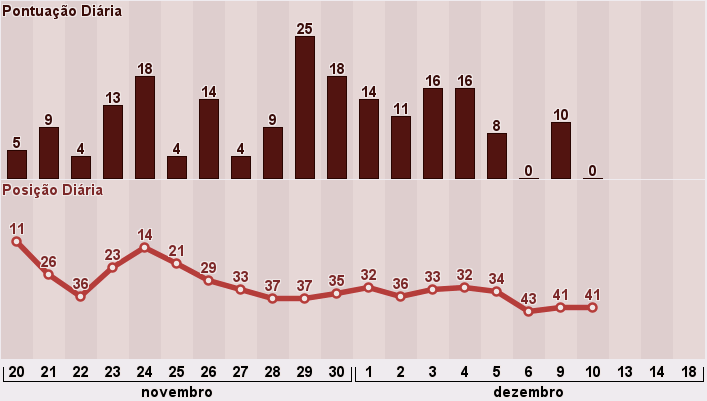 Pontuação Diária
5 9 4 13 18 4 14 4 9 25 18 14 11 16 16 8 0 10 0
Posição Diária
11 26 36 23 14 21 29 33 37 37 35 32 36 33 32 34 43 41 41
20 21 22 23 24 25 26 27 28 29 30 1 2 3 4 5 6 9 10 13 14 18
novembro dezembro